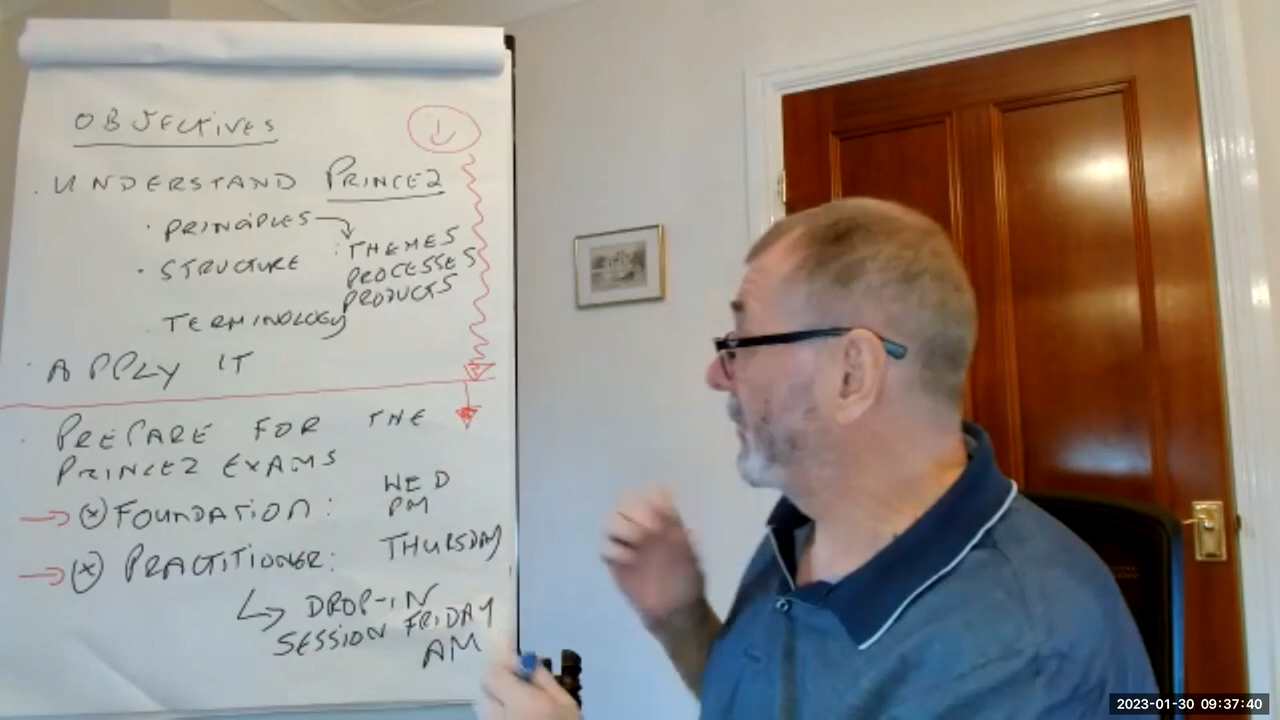 OBJECTIVES
. UNDERSTAND PRINCE2
. PRINCIPLES
. STRUCTURE : THEMES
PROCESSES
PRODUCTS
. TERMINOLOGY
. APPLY IT
. PREPARE FOR THE
PRINCE2 EXAMS
FOUNDATION: WED
PM
PRACTITIONER: THURSDAY
DROP-IN
SESSION FRIDAY
AM
2023-01-30 09:37:40